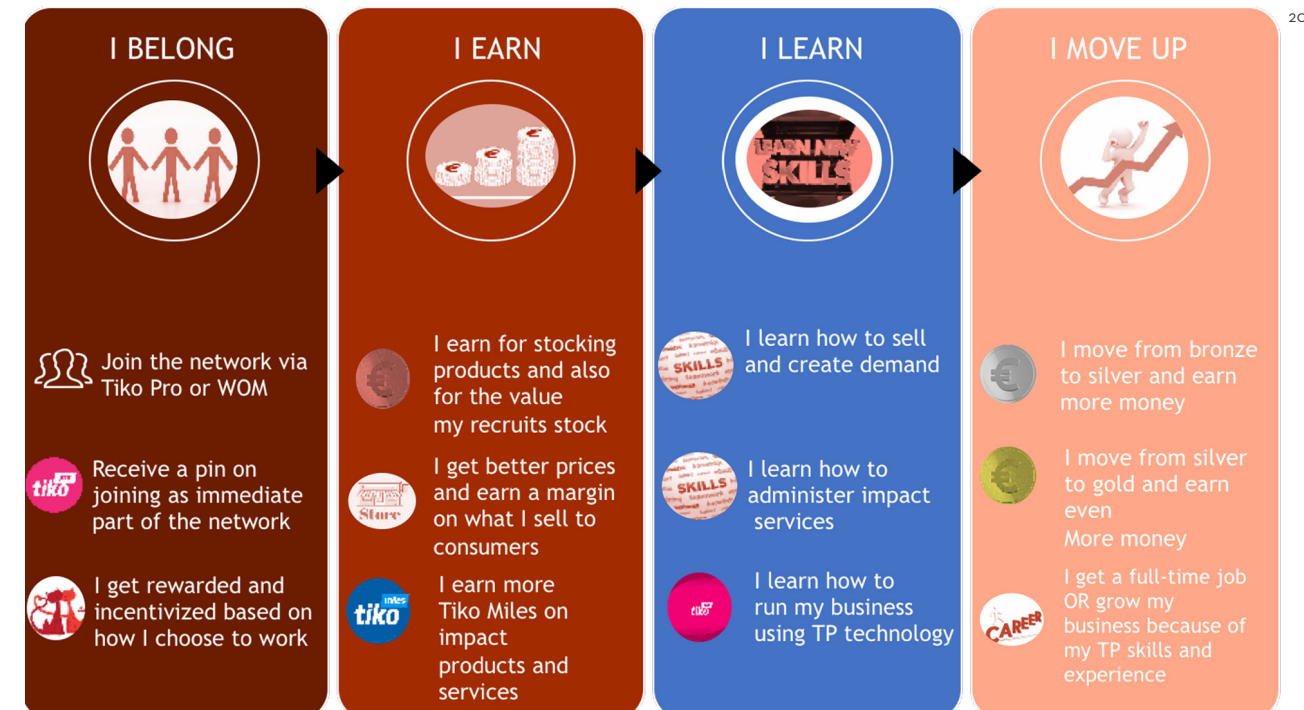 20
I BELONG
Join the network via
Tiko Pro or WOM
tiko
Receive a pin on
joining as immediate
part of the network
I get rewarded and
incentivized based on
how I choose to work
I EARN
I earn for stocking
products and also
for the value
my recruits stock
Store
I get better prices
and earn a margin
on what I sell to
consumers
tiko miles
I earn more
Tiko Miles on
impact
products and
services
I LEARN
LEARN NEW
SKILLS
SKILLS
I learn how to sell
and create demand
SKILLS
I learn how to
administer impact
services
tiko
I learn how to
run my business
using TP technology
I MOVE UP
I move from bronze
to silver and earn
more money
I move from silver
to gold and earn
even
More money
CAREER
I get a full-time job
OR grow my
business because of
my TP skills and
experience